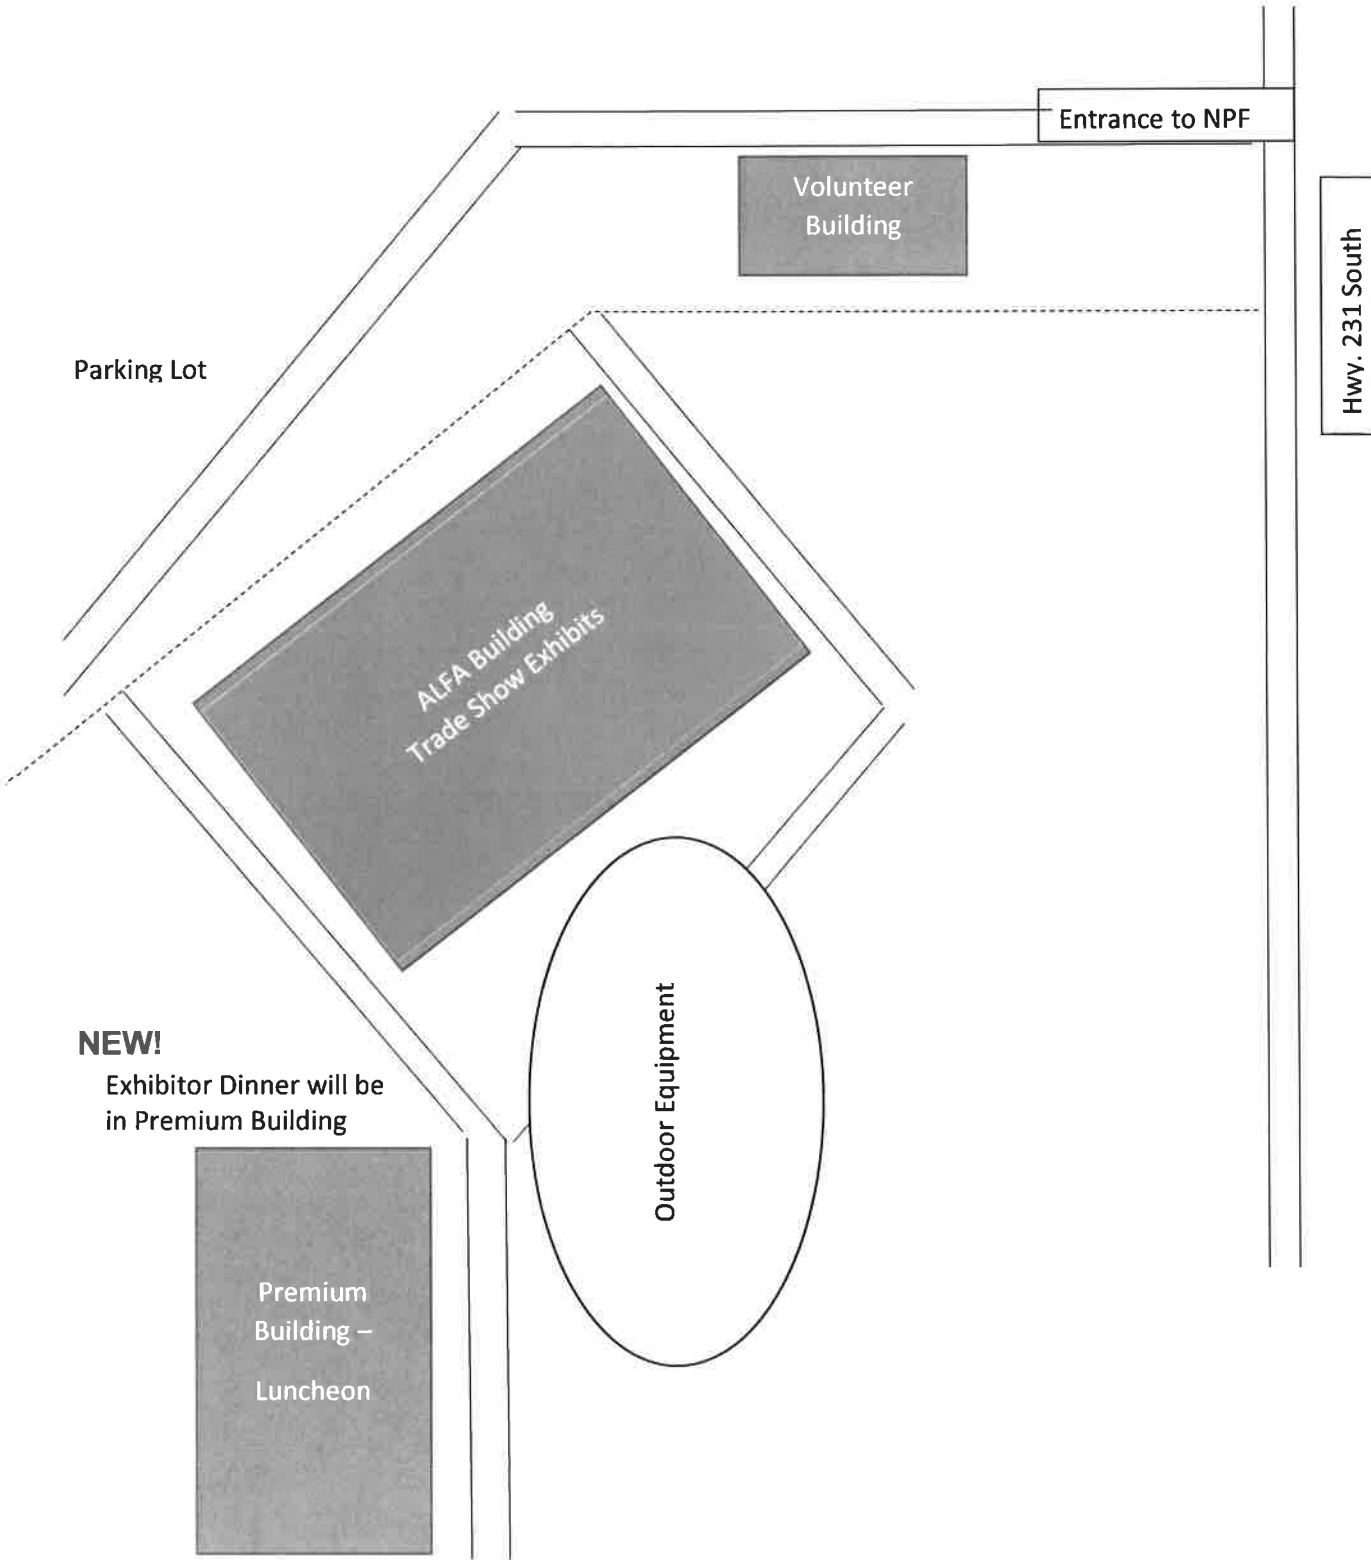 Entrance to NPF
Volunteer
Building
Hwy. 231 South
Parking Lot
ALFA Building
Trade Show Exhibits
NEW!
Exhibitor Dinner will be
in Premium Building
Outdoor Equipment
Premium
Building –
Luncheon